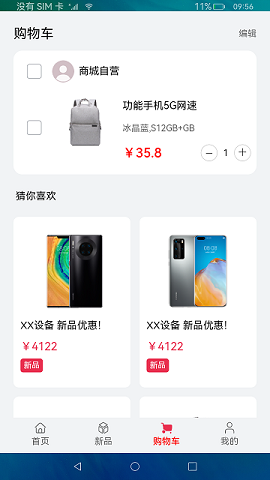 没有 SIM 卡 11% 09:56
购物车 编辑
商城自营
功能手机5G网速
冰晶蓝,S12GB+GB
￥35.8 － 1 ＋
猜你喜欢
XX设备 新品优惠! XX设备 新品优惠!
￥4122 ￥4122
新品 新品
首页 新品 购物车 我的